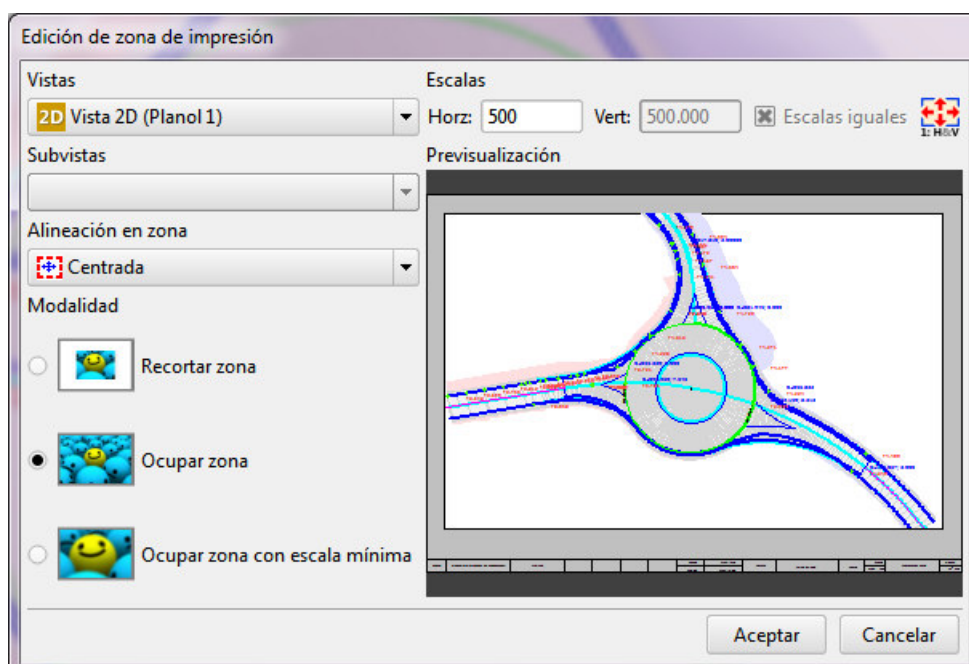 Edición de zona de impresión
Vistas
2D Vista 2D (Planol 1)
Escalas
Horz: 500 Vert: 500.000 Escalas iguales
1: H&V
Subvistas
Previsualización
Alineación en zona
Centrada
Modalidad
Recortar zona
Ocupar zona
Ocupar zona con escala mínima
Aceptar Cancelar